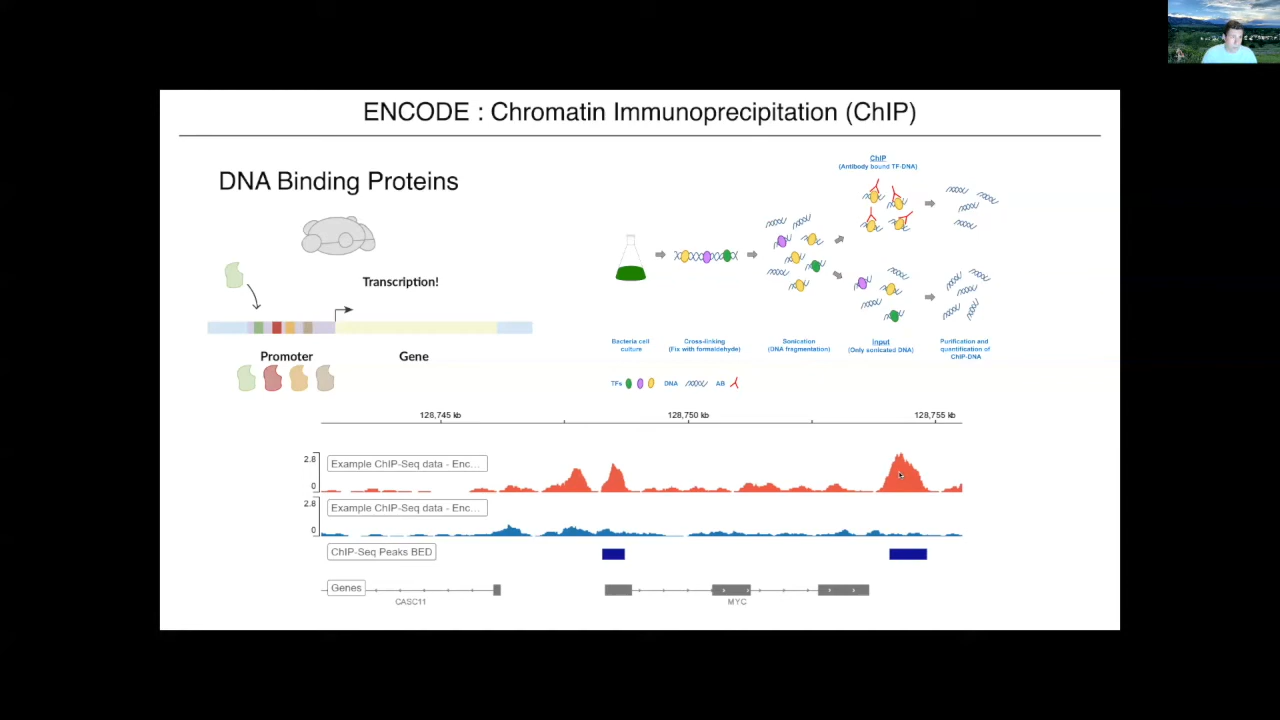 ENCODE : Chromatin Immunoprecipitation (ChIP)
DNA Binding Proteins
Transcription!
Promoter
Gene
ChIP
(Antibody bound TF-DNA)
Bacteria cell
culture
Cross-linking
(Fix with formaldehyde)
Sonication
(DNA fragmentation)
Input
(Only sonicated DNA)
Purification and
quantification of
ChIP-DNA
TFs
DNA
AB
128,745 kb
128,750 kb
128,755 kb
2.8
0
Example ChIP-Seq data - Enc...
2.8
0
Example ChIP-Seq data - Enc...
ChIP-Seq Peaks BED
Genes
CASC11
MYC